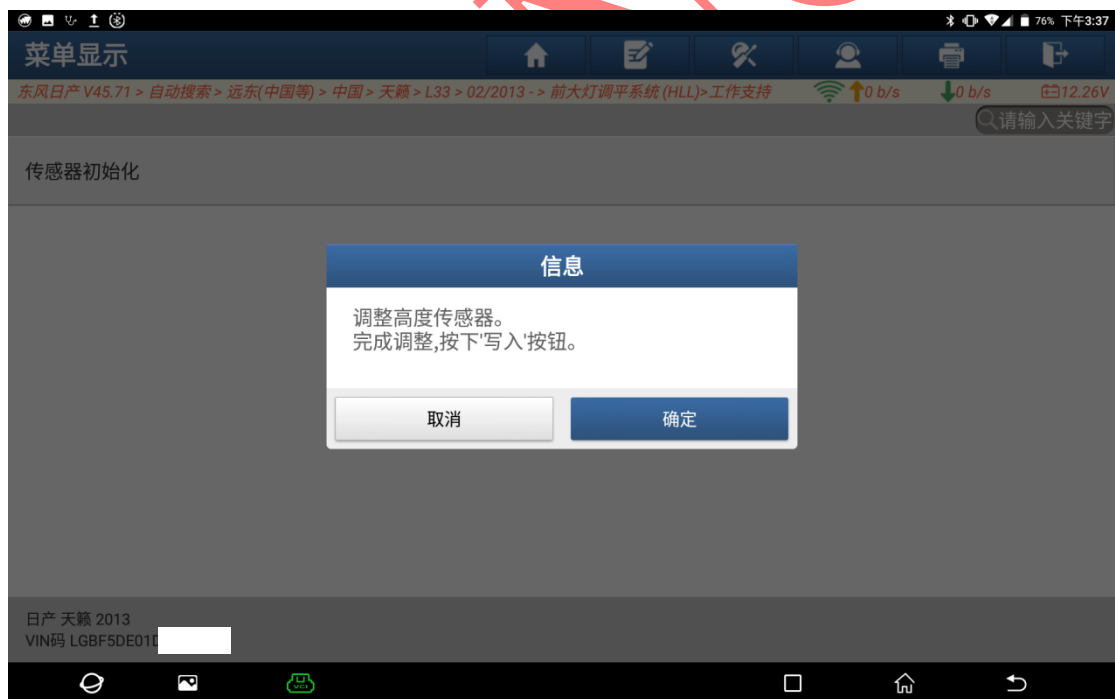 76% 下午3:37
菜单显示
东风日产 V45.71 > 自动搜索 > 远东(中国等) > 中国 > 天籁 > L33 > 02/2013 - > 前大灯调平系统 (HLL)>工作支持 0 b/s 0 b/s 12.26V
请输入关键字
传感器初始化
信息
调整高度传感器。
完成调整,按下'写入'按钮。
取消 确定
日产 天籁 2013
VIN码 LGBF5DE01D
VCI